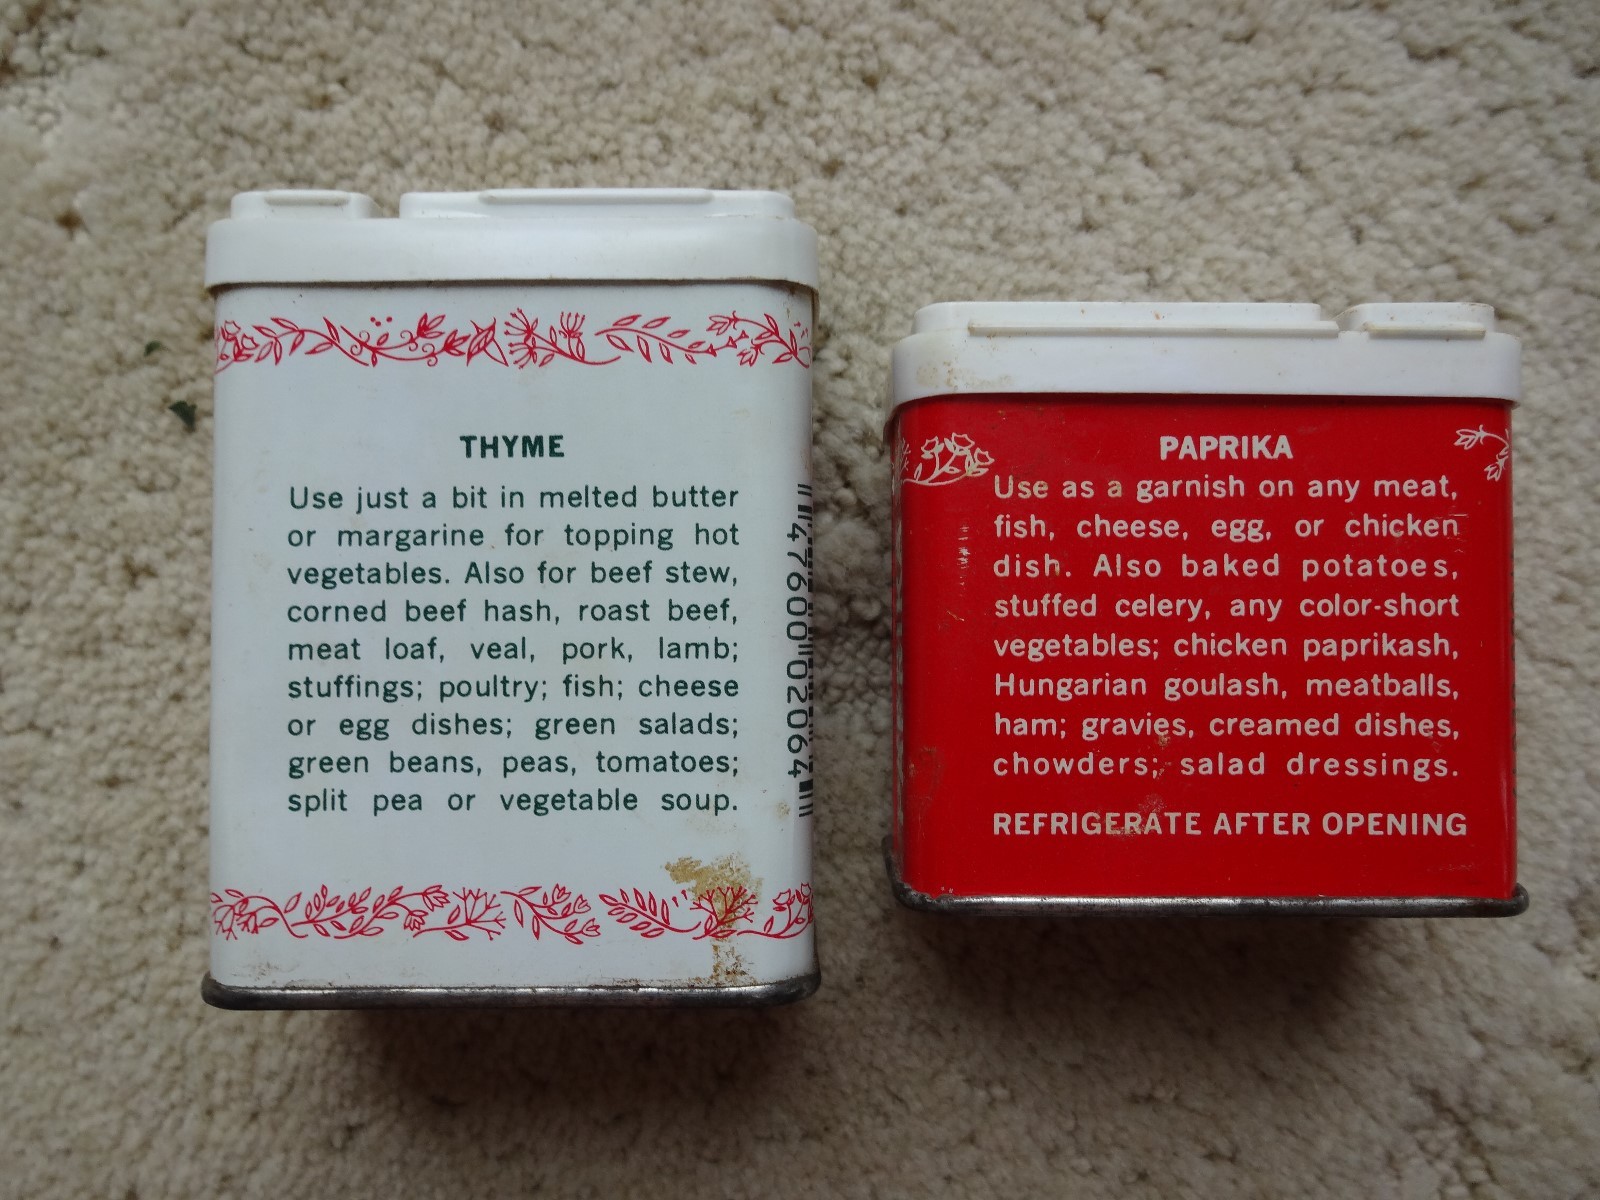 THYME
Use just a bit in melted butter
or margarine for topping hot
vegetables. Also for beef stew,
corned beef hash, roast beef,
meat loaf, veal, pork, lamb;
stuffings; poultry; fish; cheese
or egg dishes; green salads;
green beans, peas, tomatoes;
split pea or vegetable soup.
47600 02064
PAPRIKA
Use as a garnish on any meat,
fish, cheese, egg, or chicken
dish. Also baked potatoes,
stuffed celery, any color-short
vegetables; chicken paprikash,
Hungarian goulash, meatballs,
ham; gravies, creamed dishes,
chowders; salad dressings.
REFRIGERATE AFTER OPENING